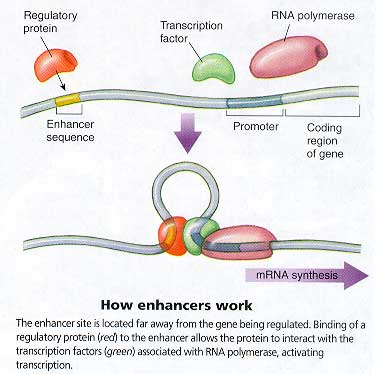 Regulatory
protein
Transcription
factor
RNA polymerase
Enhancer
sequence
Promoter
Coding
region
of gene
mRNA synthesis
How enhancers work
The enhancer site is located far away from the gene being regulated. Binding of a
regulatory protein (red) to the enhancer allows the protein to interact with the
transcription factors (green) associated with RNA polymerase, activating
transcription.